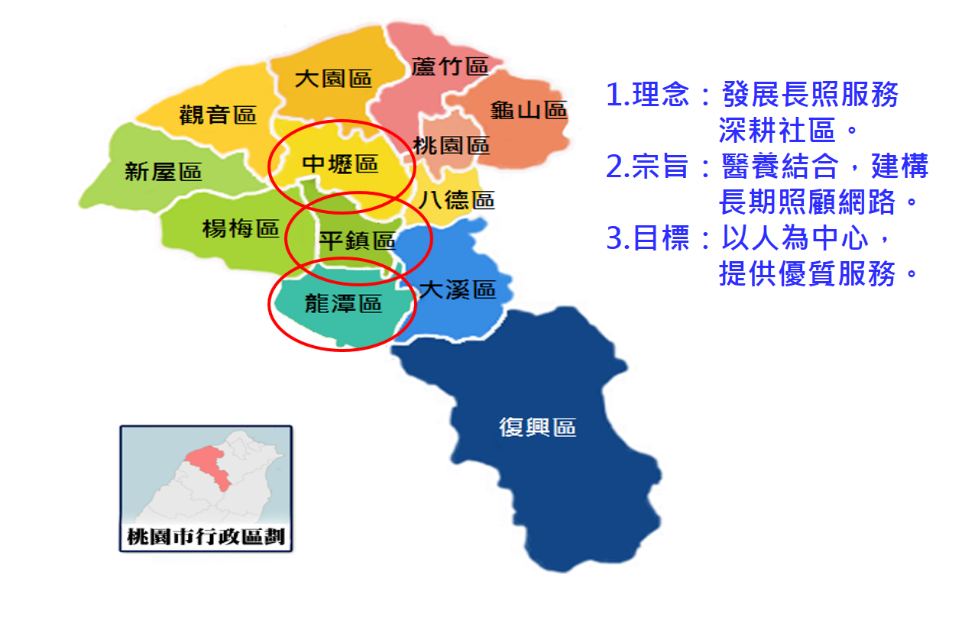 蘆竹區
大園區
龜山區
觀音區
桃園區
中壢區
新屋區
八德區
楊梅區
平鎮區
大溪區
龍潭區
復興區
桃園市行政區劃
1.理念：發展長照服務
深耕社區。
2.宗旨：醫養結合，建構
長期照顧網路。
3.目標：以人為中心，
提供優質服務。